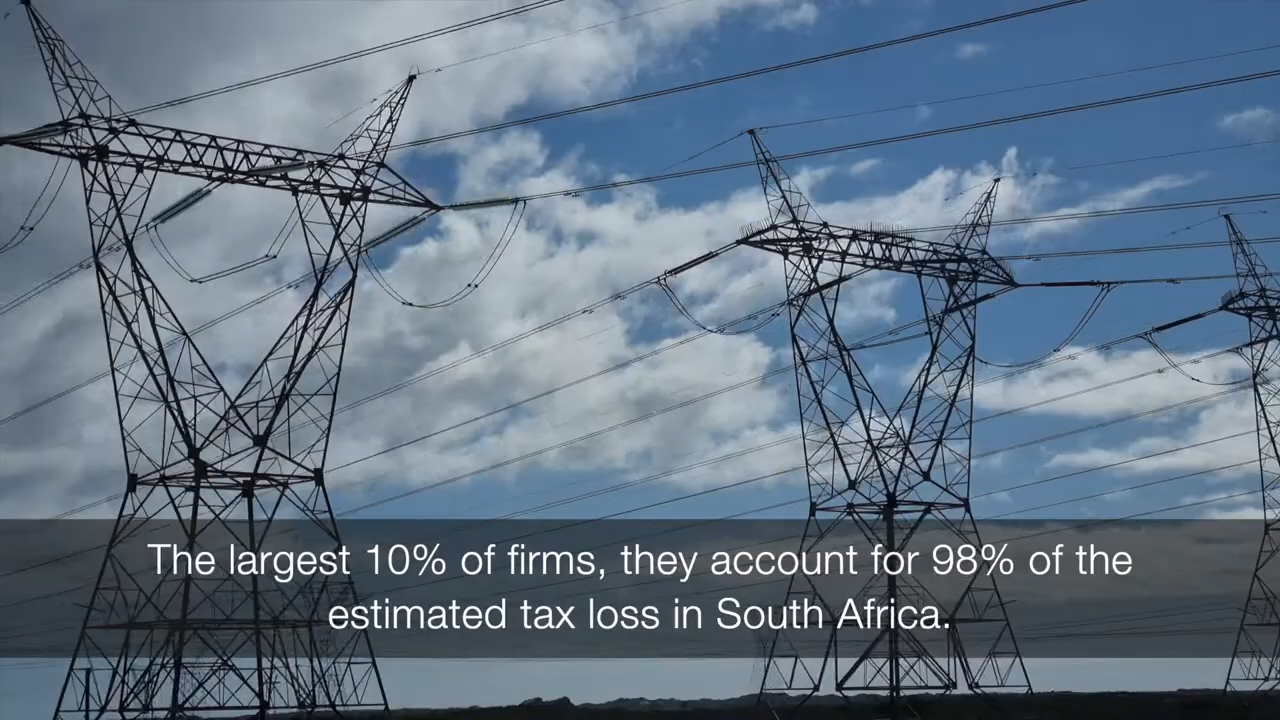 The largest 10% of firms, they account for 98% of the
estimated tax loss in South Africa.